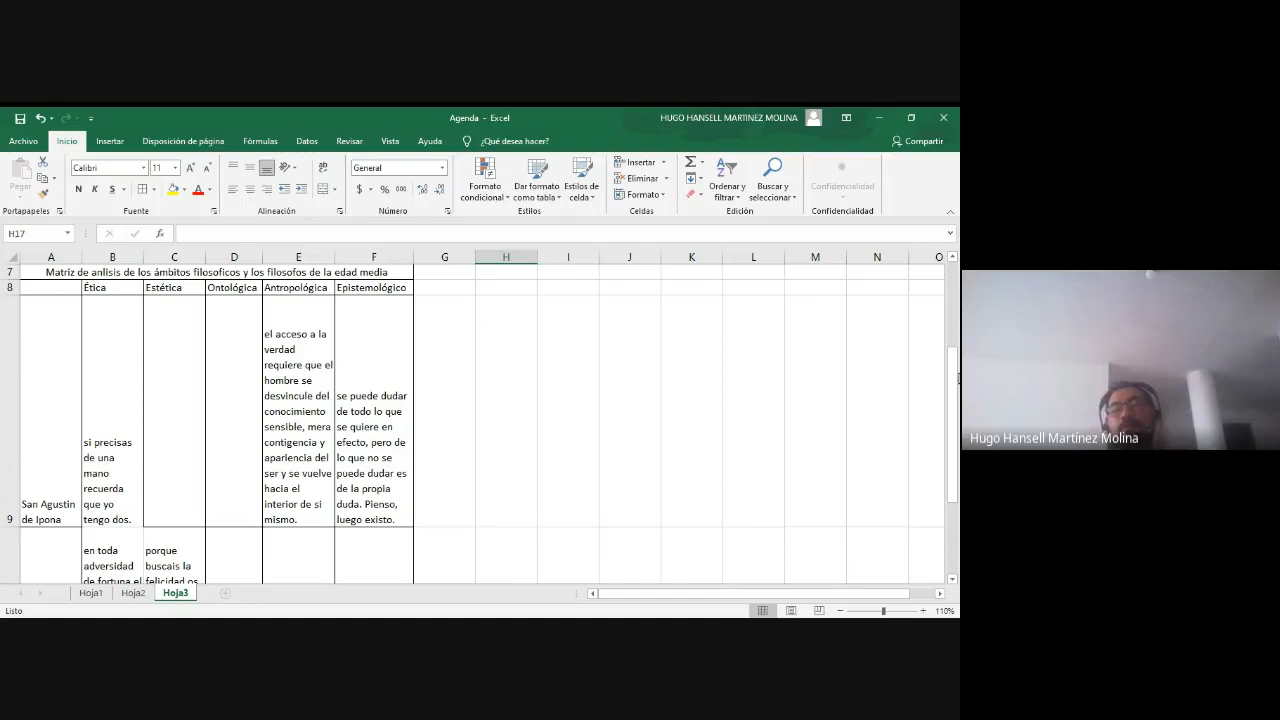 Agenda - Excel
HUGO HANSELL MARTINEZ MOLINA
Archivo Inicio Insertar Disposición de página Fórmulas Datos Revisar Vista Ayuda ¿Qué desea hacer? Compartir
Pegar
Calibri 11
N K S
General
$ % 000
Formato condicional
Dar formato como tabla
Estilos de celda
Insertar
Eliminar
Formato
Ordenar y filtrar
Buscar y seleccionar
Confidencialidad
Portapapeles Fuente Alineación Número Estilos Celdas Edición Confidencialidad
H17 fx
A B C D E F G H I J K L M N O
7 Matriz de anlisis de los ámbitos filosoficos y los filosofos de la edad media
8 Ética Estética Ontológica Antropológica Epistemológico
9
San Agustin
de Ipona
si precisas
de una
mano
recuerda
que yo
tengo dos.
el acceso a la
verdad
requiere que el
hombre se
desvincule del
conocimiento
sensible, mera
contigencia y
apariencia del
ser y se vuelve
hacia el
interior de si
mismo.
se puede dudar
de todo lo que
se quiere en
efecto, pero de
lo que no se
puede dudar es
de la propia
duda. Pienso,
luego existo.
en toda
adversidad
de fortuna el
porque
buscais la
felicidad os
Hoja1 Hoja2 Hoja3
Listo
110%
Hugo Hansell Martínez Molina